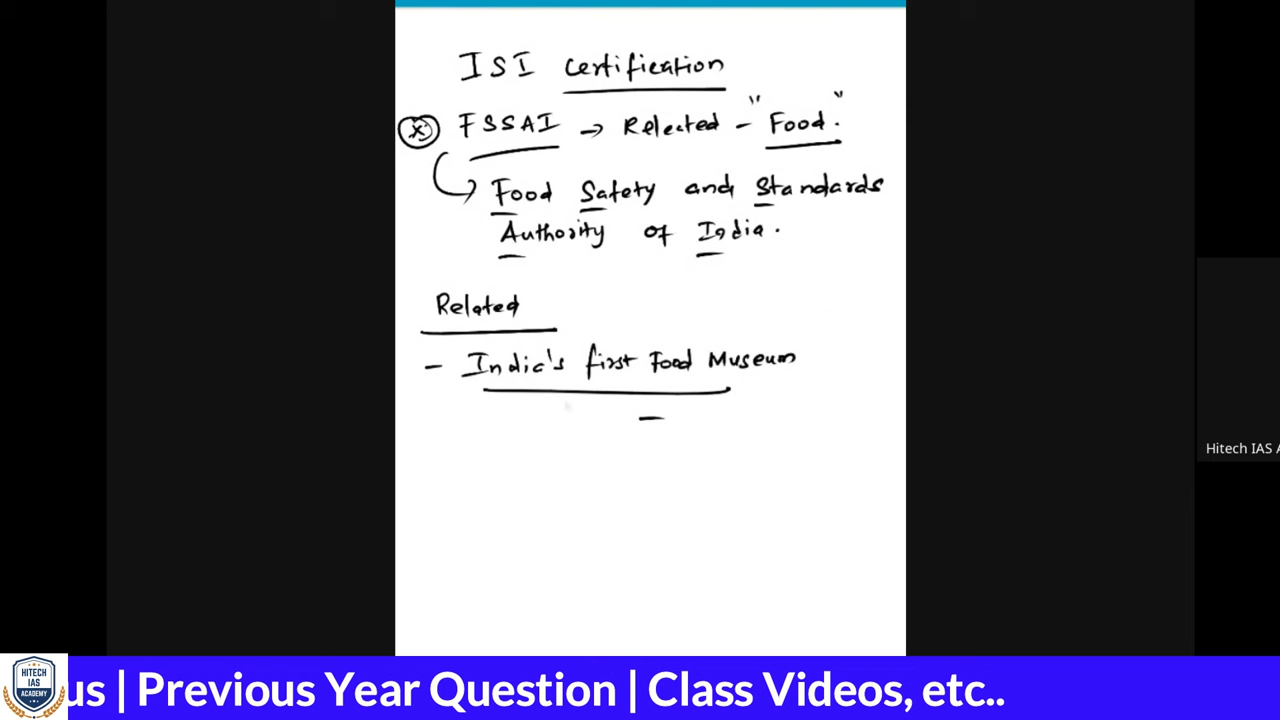 ISI Certification
FSSAI → Relected - "Food."
Food Safety and Standards
Authority of India.
Related
- India's first Food Museum
-
Hitech IAS A
HITECH
IAS
ACADEMY
us | Previous Year Question | Class Videos, etc..